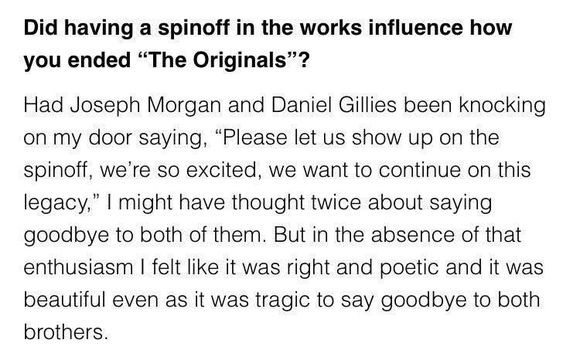 Did having a spinoff in the works influence how
you ended “The Originals”?
Had Joseph Morgan and Daniel Gillies been knocking
on my door saying, “Please let us show up on the
spinoff, we’re so excited, we want to continue on this
legacy,” I might have thought twice about saying
goodbye to both of them. But in the absence of that
enthusiasm I felt like it was right and poetic and it was
beautiful even as it was tragic to say goodbye to both
brothers.